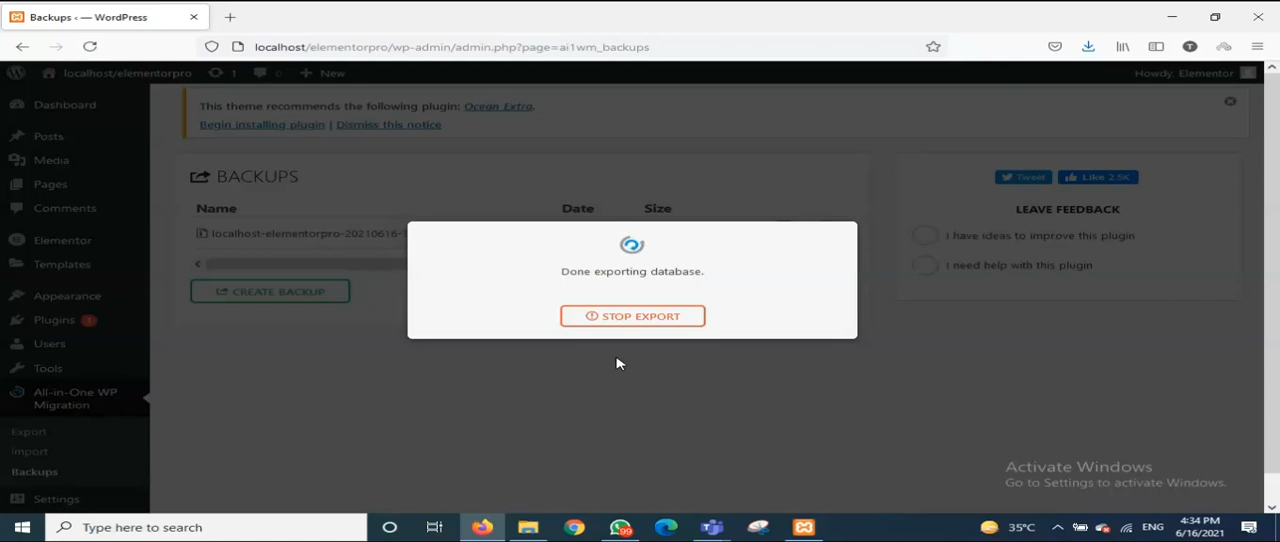 Backups ‹ — WordPress
localhost/elementorpro/wp-admin/admin.php?page=ai1wm_backups
localhost/elementorpro 1 0 New Howdy, Elementor
Dashboard
Posts
Media
Pages
Comments
Elementor
Templates
Appearance
Plugins 1
Users
Tools
All-in-One WP
Migration
Export
Import
Backups
Settings
This theme recommends the following plugin: Ocean Extra.
Begin installing plugin | Dismiss this notice
BACKUPS
Name Date Size
localhost-elementorpro-20210616-1
CREATE BACKUP
Done exporting database.
STOP EXPORT
Tweet Like 2.5K
LEAVE FEEDBACK
I have ideas to improve this plugin
I need help with this plugin
Activate Windows
Go to Settings to activate Windows.
Type here to search
99
35°C
ENG
4:34 PM
6/16/2021